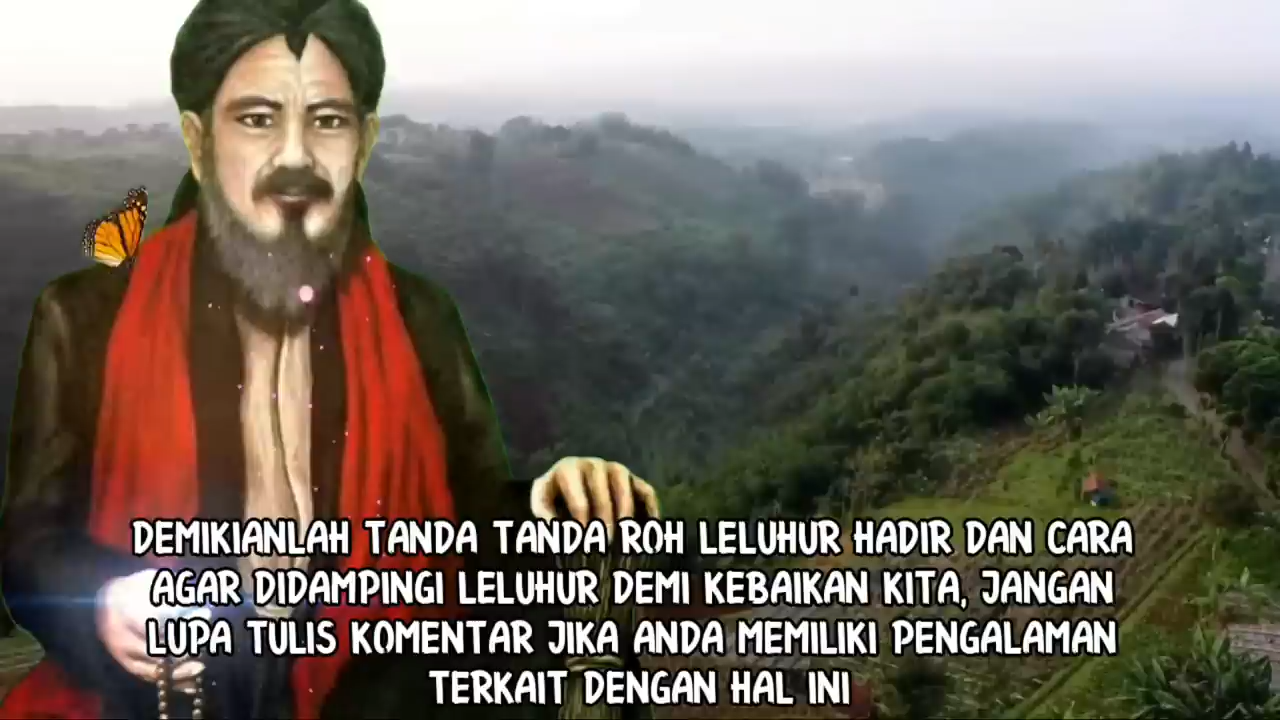 DEMIKIANLAH TANDA TANDA ROH LELUHUR HADIR DAN CARA
AGAR DIDAMPINGI LELUHUR DEMI KEBAIKAN KITA, JANGAN
LUPA TULIS KOMENTAR JIKA ANDA MEMILIKI PENGALAMAN
TERKAIT DENGAN HAL INI